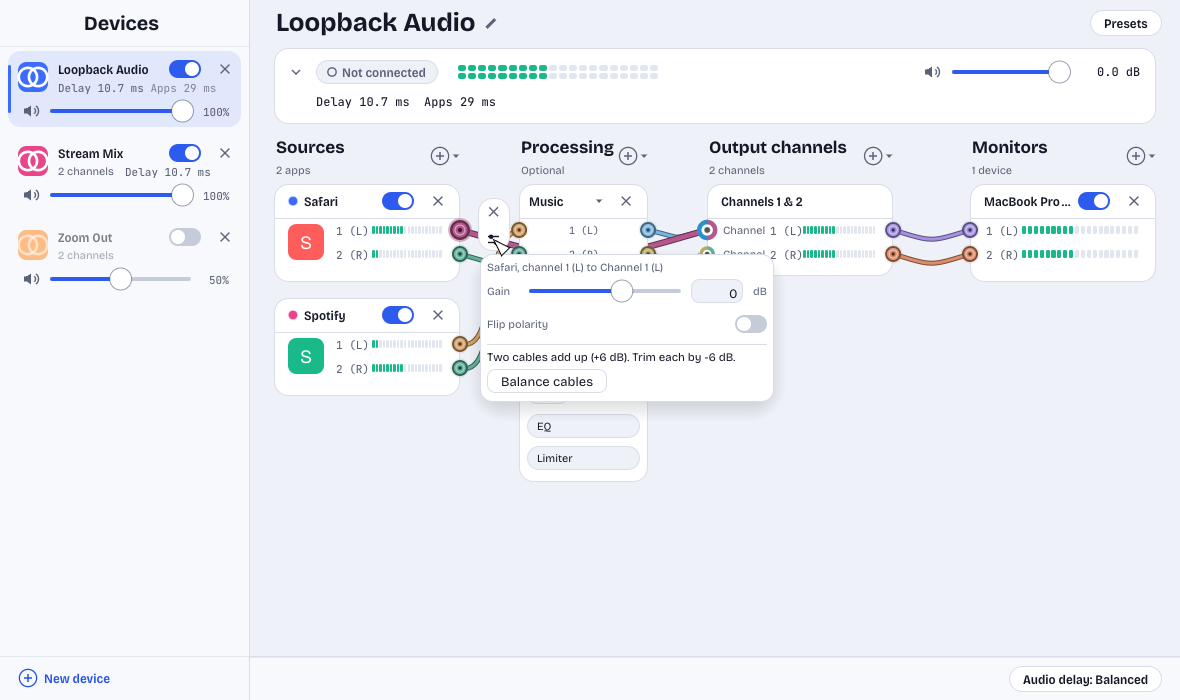 Devices
Loopback Audio
Delay 10.7 ms Apps 29 ms
100%
Stream Mix
2 channels Delay 10.7 ms
100%
Zoom Out
2 channels
50%
New device
Loopback Audio
Presets
Not connected
0.0 dB
Delay 10.7 ms Apps 29 ms
Sources
2 apps
Safari
S
1 (L)
2 (R)
Spotify
S
1 (L)
2 (R)
Processing
Optional
Music
1 (L)
Safari, channel 1 (L) to Channel 1 (L)
Gain
0
dB
Flip polarity
Two cables add up (+6 dB). Trim each by -6 dB.
Balance cables
EQ
Limiter
Output channels
2 channels
Channels 1 & 2
Channel 1 (L)
Channel 2 (R)
Monitors
1 device
MacBook Pro…
1 (L)
2 (R)
Audio delay: Balanced